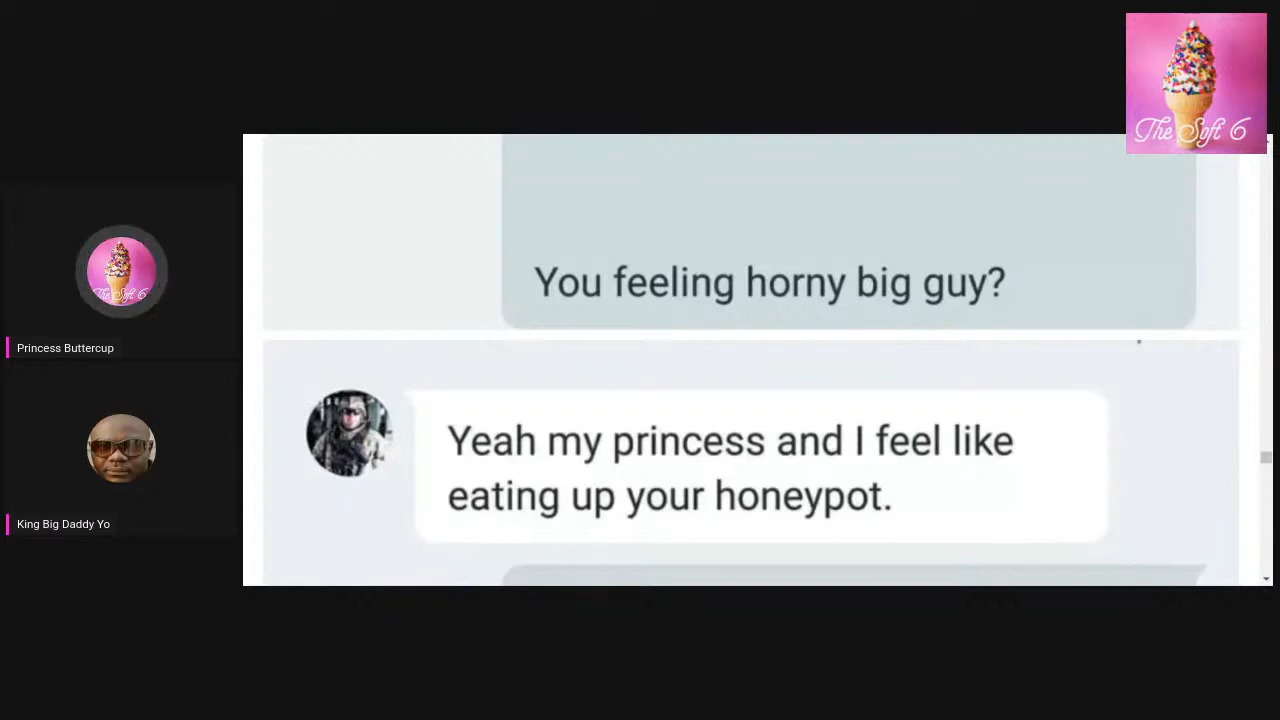 The Soft 6
You feeling horny big guy?
The Soft 6
Princess Buttercup
Yeah my princess and I feel like
eating up your honeypot.
King Big Daddy Yo